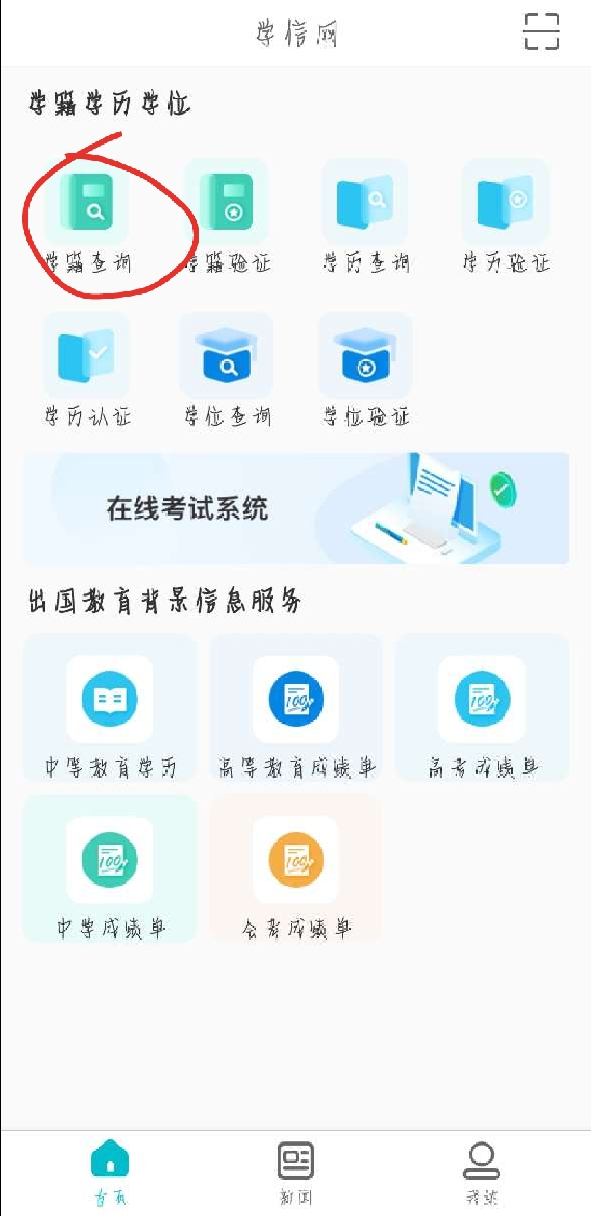 学信网
学籍学历学位
学籍查询 学籍验证 学历查询 学历验证
学历认证 学位查询 学位验证
在线考试系统
出国教育背景信息服务
中等教育学历 高等教育成绩单 高考成绩单
中学成绩单 会考成绩单
首页 新闻 我的